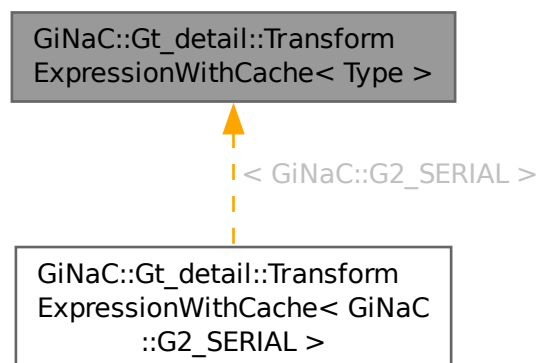 GiNaC::Gt_detail::Transform
ExpressionWithCache< Type >
< GiNaC::G2_SERIAL >
GiNaC::Gt_detail::Transform
ExpressionWithCache< GiNaC
::G2_SERIAL >